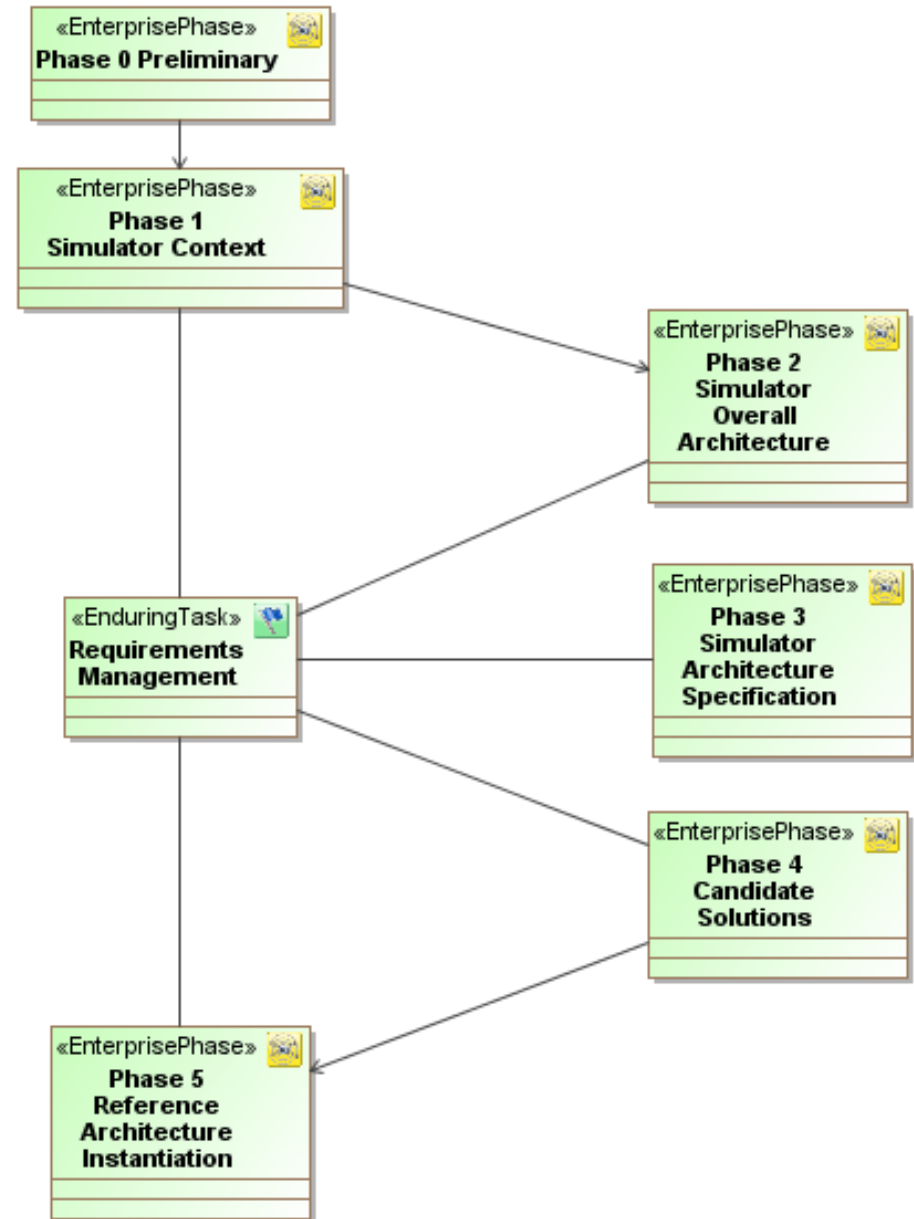 «EnterprisePhase»
Phase 0 Preliminary
«EnterprisePhase»
Phase 1
Simulator Context
«EnterprisePhase»
Phase 2
Simulator
Overall
Architecture
«EnterprisePhase»
Phase 3
Simulator
Architecture
Specification
«EnduringTask»
Requirements
Management
«EnterprisePhase»
Phase 4
Candidate
Solutions
«EnterprisePhase»
Phase 5
Reference
Architecture
Instantiation